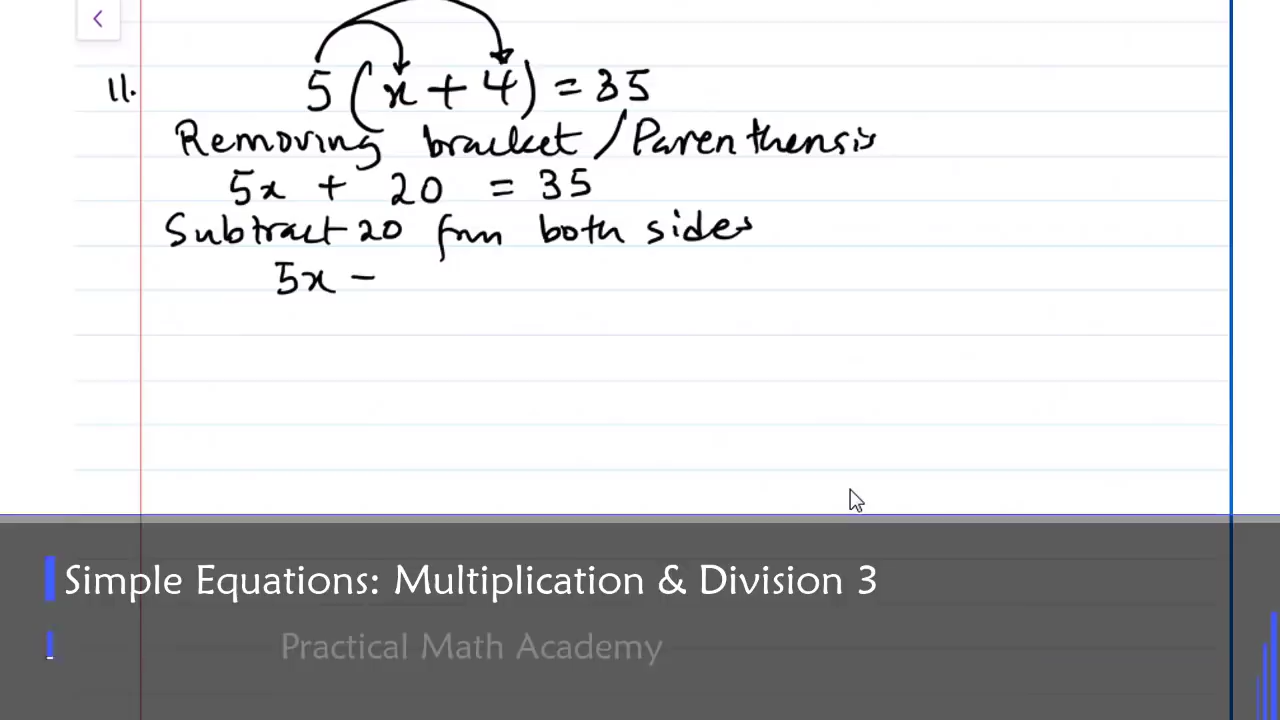 11. 5 (x + 4) = 35
Removing bracket / Parenthensis
5x + 20 = 35
Subtract 20 from both sides
5x -
Simple Equations: Multiplication & Division 3
Practical Math Academy